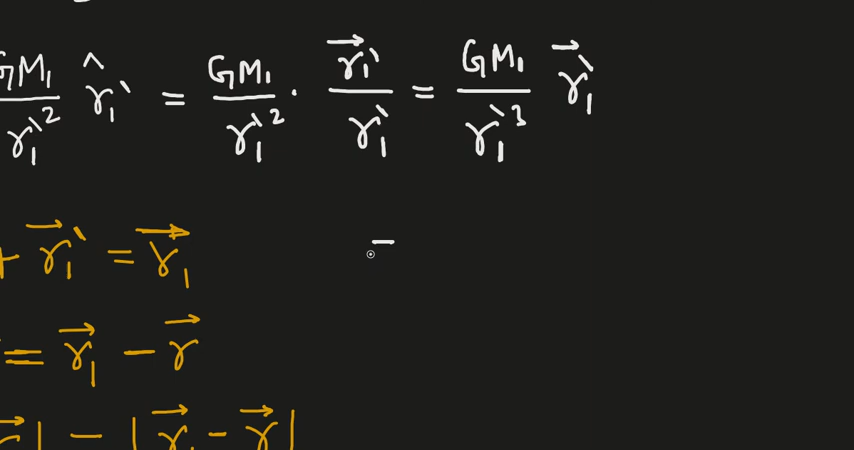 GM₁/r₁`² r̂₁` = GM₁/r₁`² · r⃗₁`/r₁` = GM₁/r₁`³ r⃗₁`
+ r⃗₁` = r⃗₁
= r⃗₁ - r⃗
| = | r⃗₁ - r⃗ |